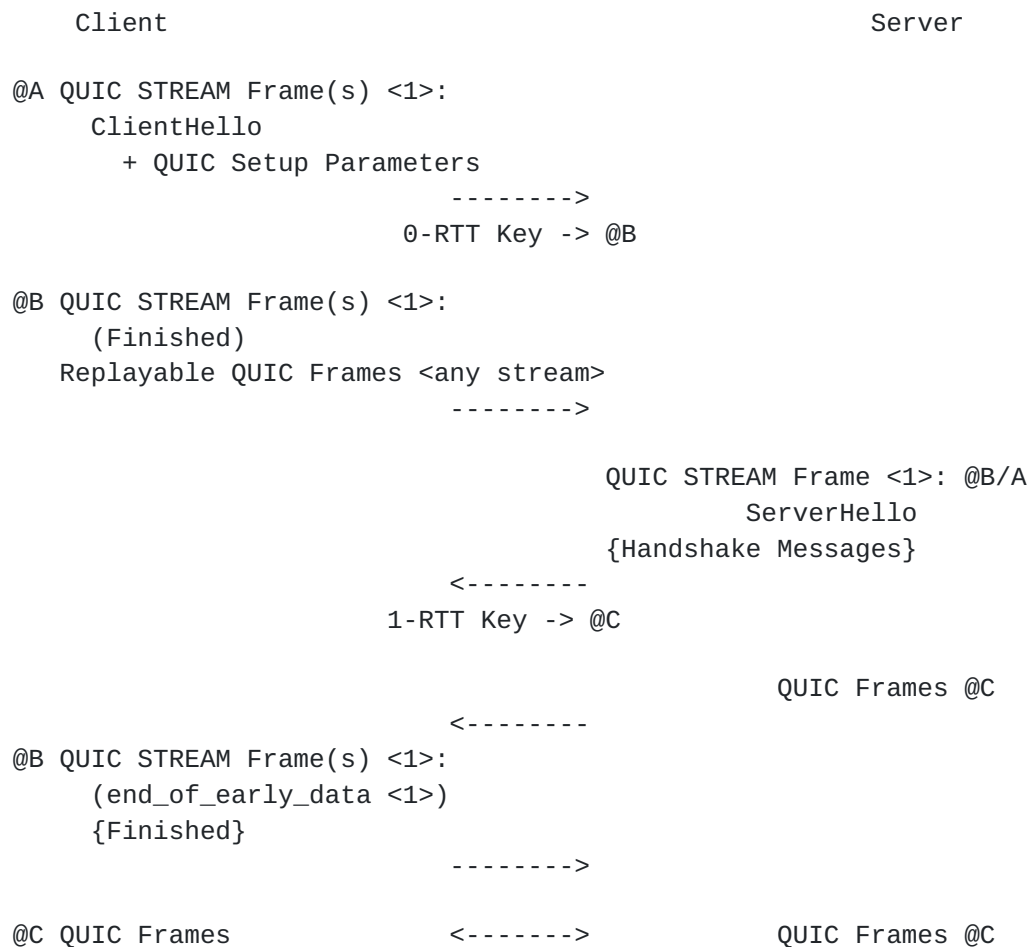 Client                                             Server
@A QUIC STREAM Frame(s) <1>:
ClientHello
+ QUIC Setup Parameters
-------->
0-RTT Key -> @B
@B QUIC STREAM Frame(s) <1>:
(Finished)
Replayable QUIC Frames <any stream>
-------->
QUIC STREAM Frame <1>: @B/A
ServerHello
{Handshake Messages}
<--------
1-RTT Key -> @C
QUIC Frames @C
<--------
@B QUIC STREAM Frame(s) <1>:
(end_of_early_data <1>)
{Finished}
-------->
@C QUIC Frames              <------->            QUIC Frames @C